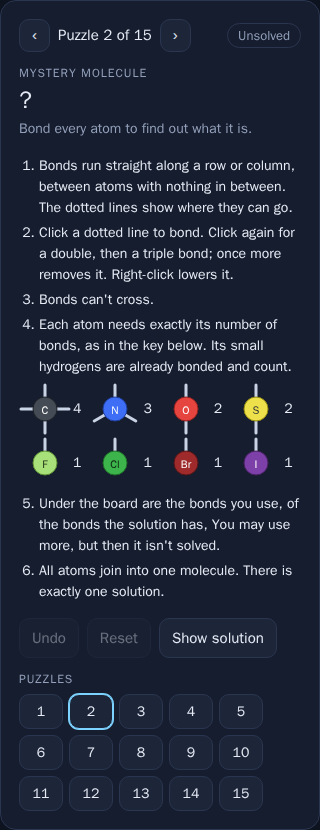 ‹ Puzzle 2 of 15 › Unsolved
MYSTERY MOLECULE
?
Bond every atom to find out what it is.
1. Bonds run straight along a row or column,
between atoms with nothing in between.
The dotted lines show where they can go.
2. Click a dotted line to bond. Click again for
a double, then a triple bond; once more
removes it. Right-click lowers it.
3. Bonds can't cross.
4. Each atom needs exactly its number of
bonds, as in the key below. Its small
hydrogens are already bonded and count.
C 4 N 3 O 2 S 2
F 1 Cl 1 Br 1 I 1
5. Under the board are the bonds you use, of
the bonds the solution has, You may use
more, but then it isn't solved.
6. All atoms join into one molecule. There is
exactly one solution.
Undo Reset Show solution
PUZZLES
1 2 3 4 5
6 7 8 9 10
11 12 13 14 15